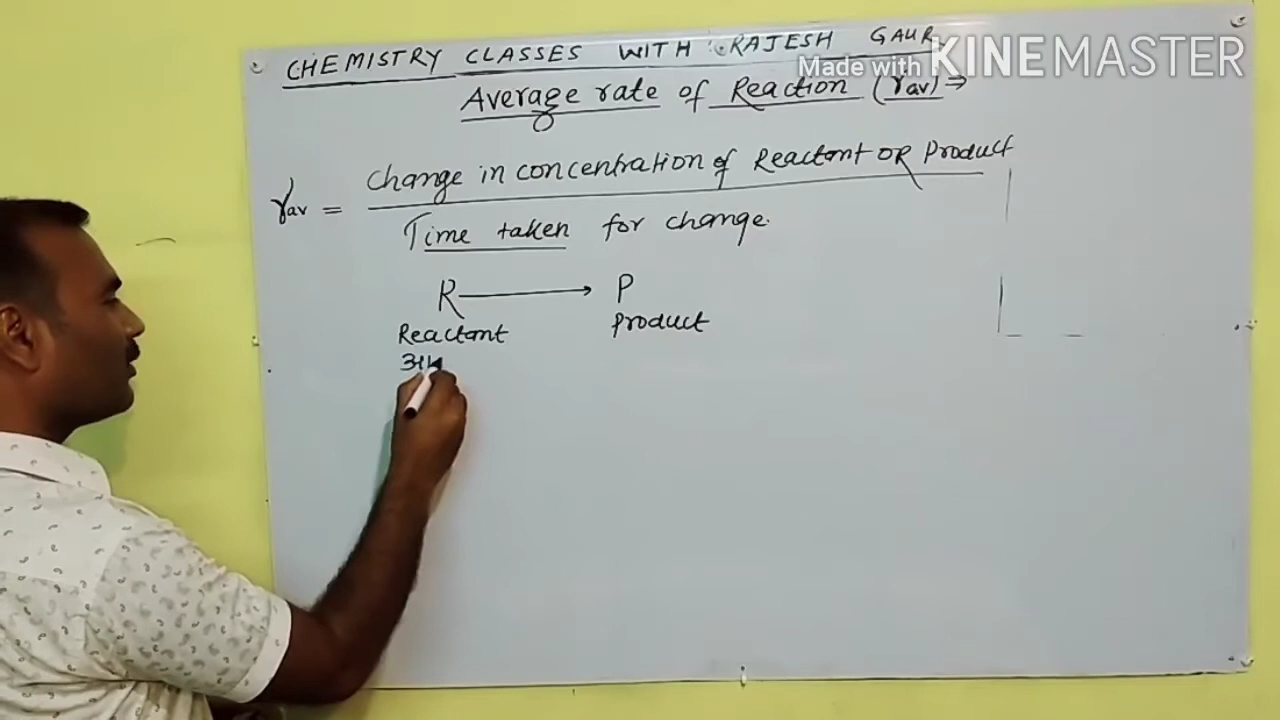 CHEMISTRY CLASSES WITH RAJESH GAUR
Made with KINEMASTER
Average rate of Reaction (rav) →
rav = Change in concentration of Reactant OR Product
Time taken for change.
R → P
Reactant Product